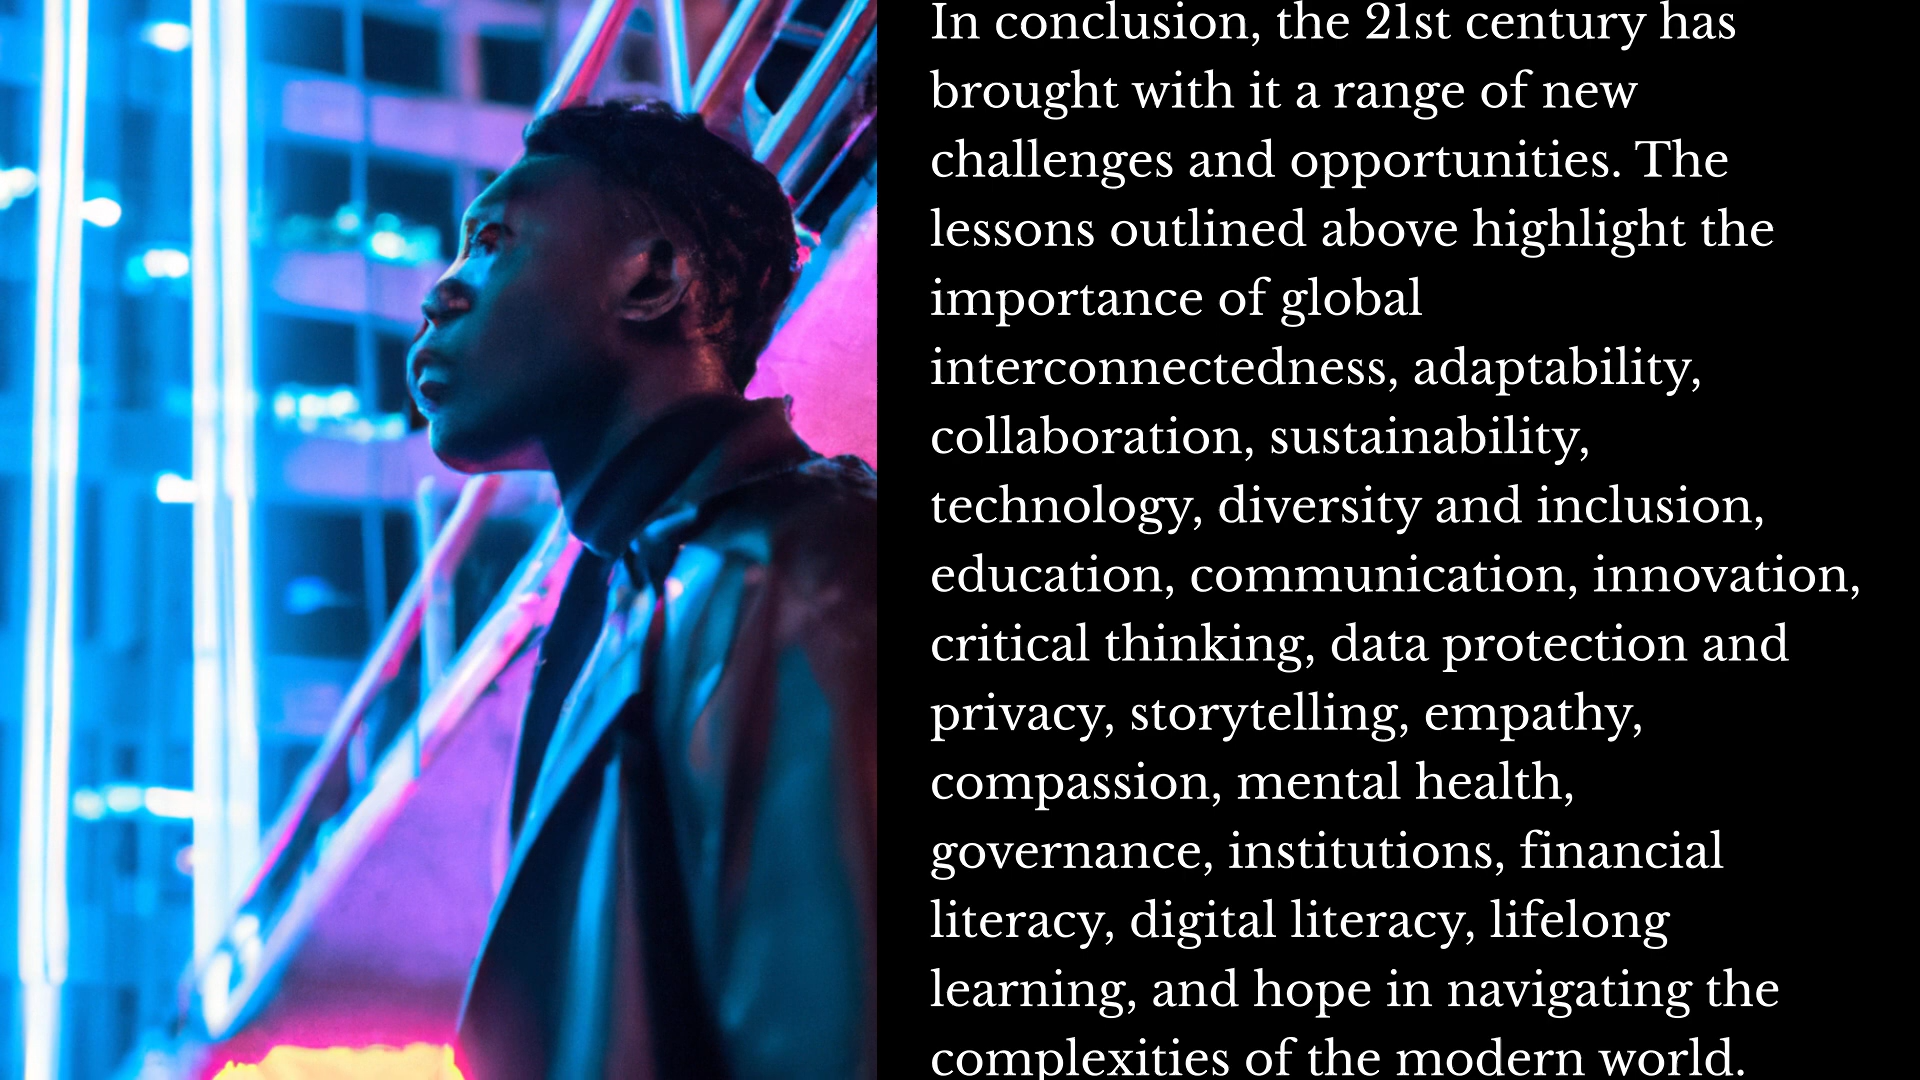 In conclusion, the 21st century has
brought with it a range of new
challenges and opportunities. The
lessons outlined above highlight the
importance of global
interconnectedness, adaptability,
collaboration, sustainability,
technology, diversity and inclusion,
education, communication, innovation,
critical thinking, data protection and
privacy, storytelling, empathy,
compassion, mental health,
governance, institutions, financial
literacy, digital literacy, lifelong
learning, and hope in navigating the
complexities of the modern world.